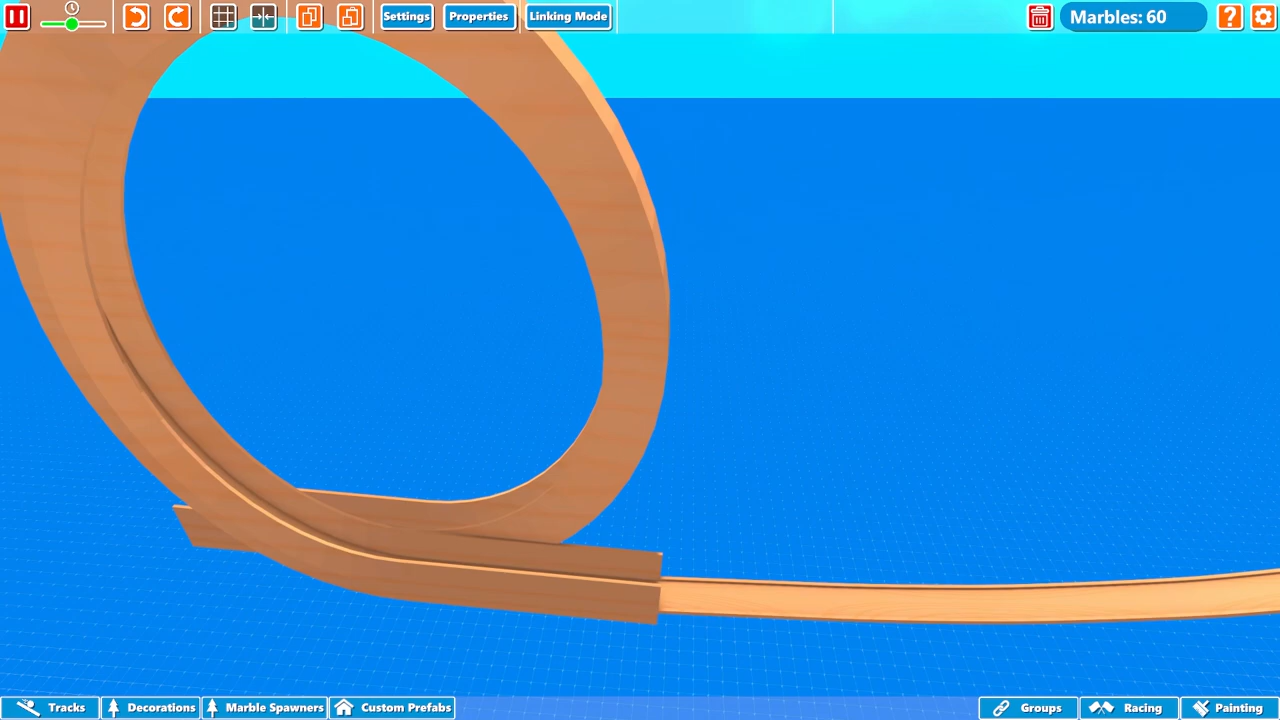 Settings
Properties
Linking Mode
Marbles: 60
?
Tracks
Decorations
Marble Spawners
Custom Prefabs
Groups
Racing
Painting